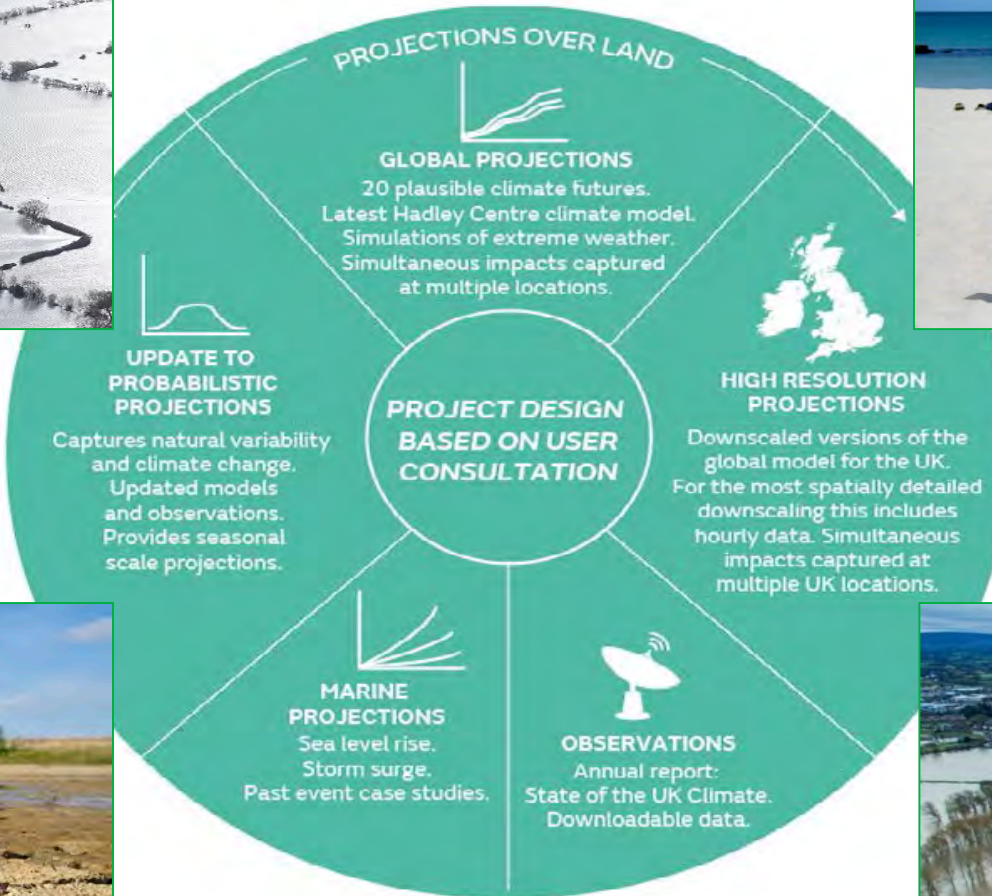 PROJECTIONS OVER LAND
GLOBAL PROJECTIONS
20 plausible climate futures.
Latest Hadley Centre climate model.
Simulations of extreme weather.
Simultaneous impacts captured
at multiple locations.
UPDATE TO
PROBABILISTIC
PROJECTIONS
Captures natural variability
and climate change.
Updated models
and observations.
Provides seasonal
scale projections.
PROJECT DESIGN
BASED ON USER
CONSULTATION
HIGH RESOLUTION
PROJECTIONS
Downscaled versions of the
global model for the UK.
For the most spatially detailed
downscaling this includes
hourly data. Simultaneous
impacts captured at
multiple UK locations.
MARINE
PROJECTIONS
Sea level rise.
Storm surge.
Past event case studies.
OBSERVATIONS
Annual report:
State of the UK Climate.
Downloadable data.